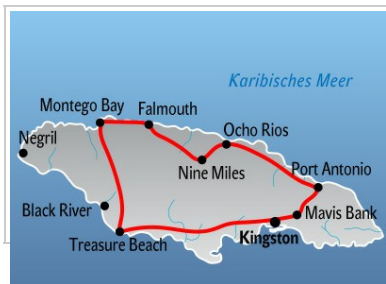 Karibisches Meer
Montego Bay
Falmouth
Ocho Rios
Negril
Nine Miles
Port Antonio
Black River
Mavis Bank
Treasure Beach
Kingston